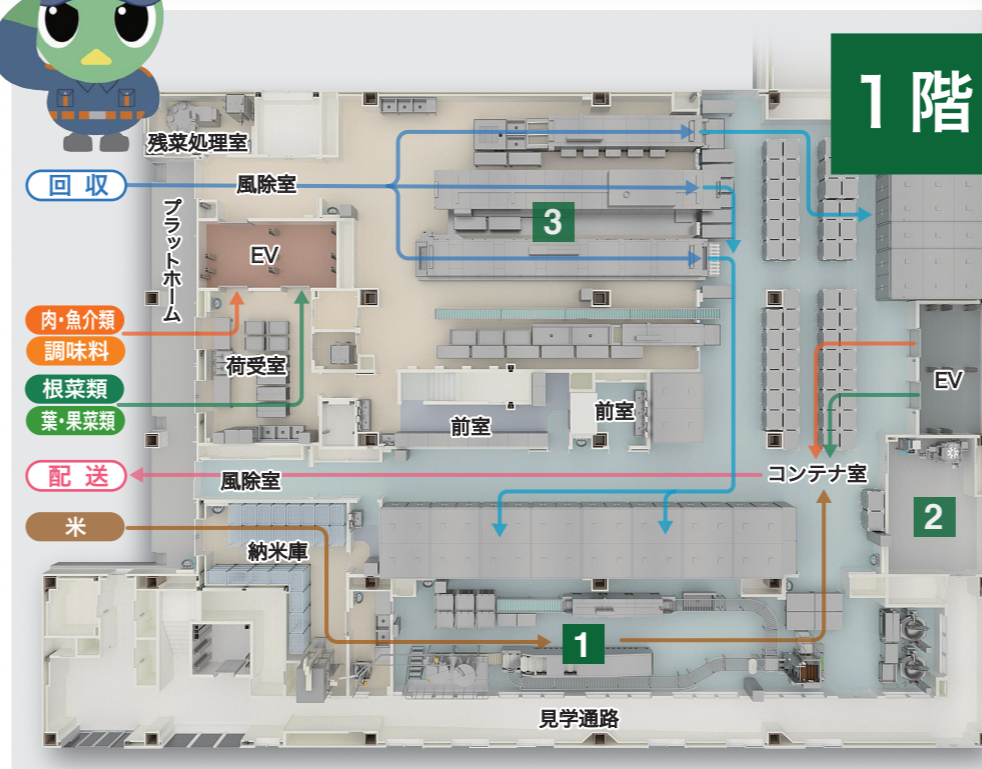 1階
残菜処理室
回収
風除室
プラットホーム
3
EV
肉・魚介類
調味料
荷受室
根菜類
葉・果菜類
EV
前室
前室
配送
風除室
コンテナ室
米
納米庫
2
1
見学通路